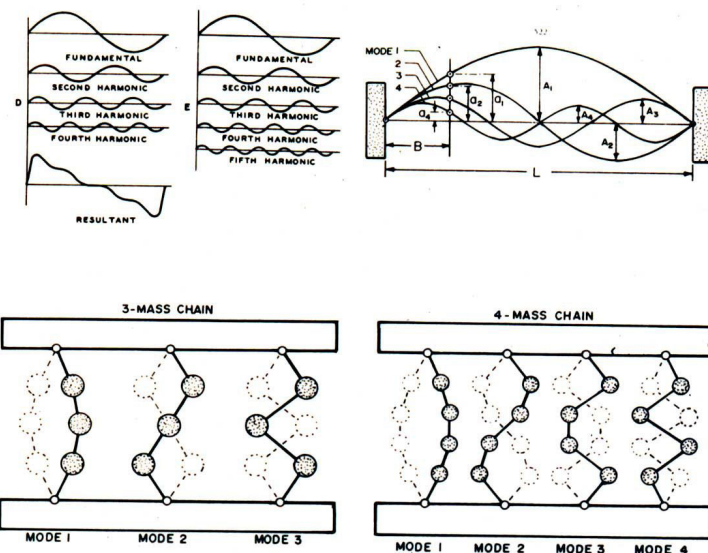 FUNDAMENTAL
SECOND HARMONIC
D
THIRD HARMONIC
FOURTH HARMONIC
RESULTANT
FUNDAMENTAL
SECOND HARMONIC
E
THIRD HARMONIC
FOURTH HARMONIC
FIFTH HARMONIC
MODE 1
2
3
4
a4
a2
a1
A1
A4
A3
A2
B
L
3-MASS CHAIN
MODE 1 MODE 2 MODE 3
4-MASS CHAIN
MODE 1 MODE 2 MODE 3 MODE 4